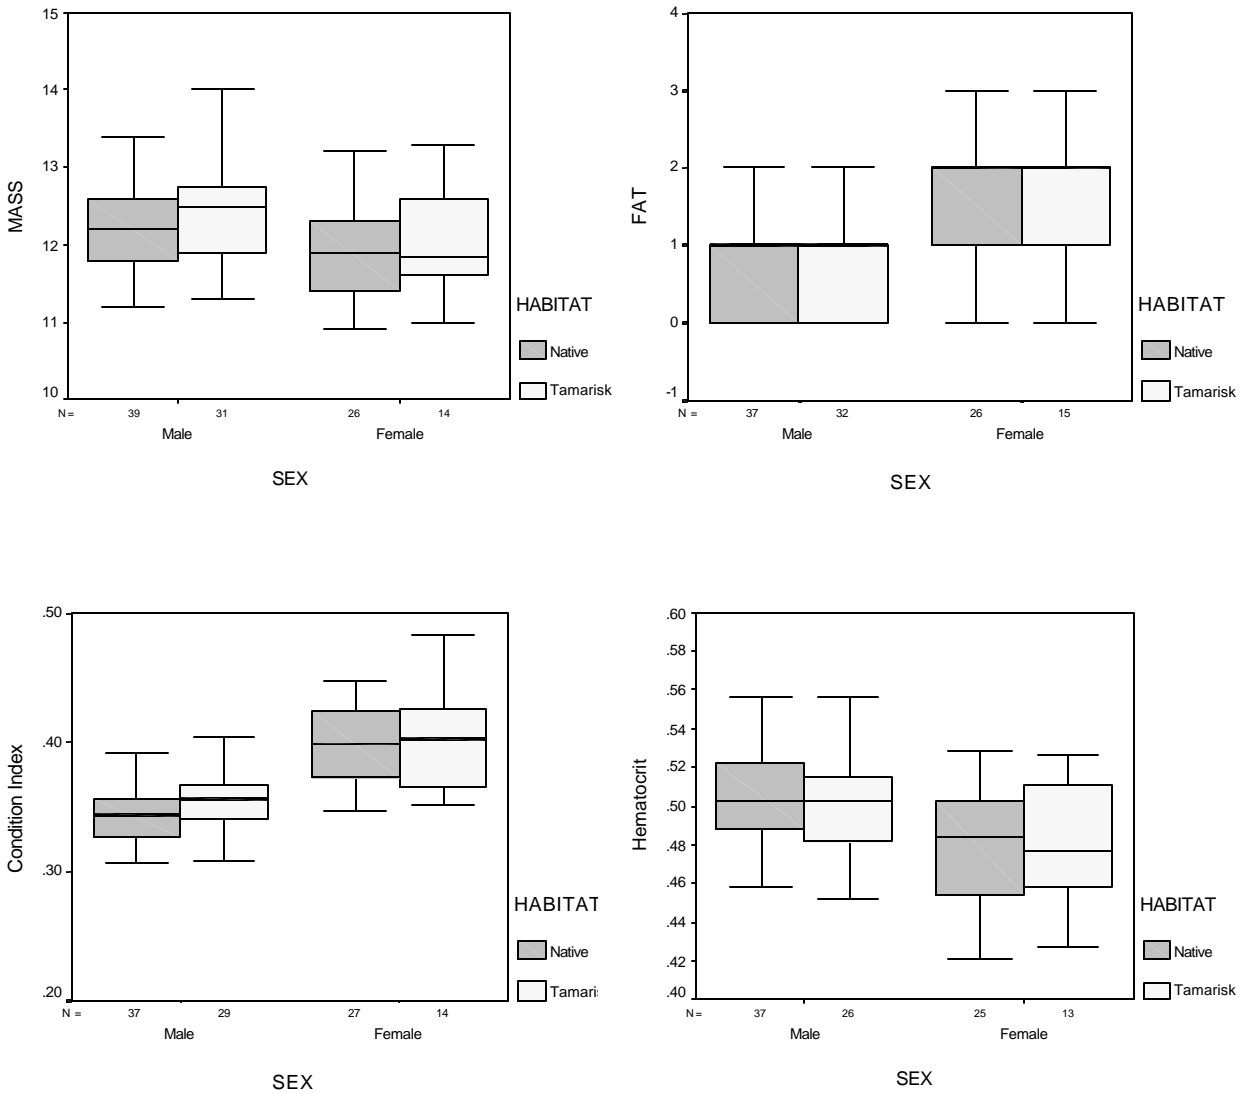 15
14
13
12
11
10
MASS
N =
39
31
26
14
Male
Female
SEX
HABITAT
Native
Tamarisk
4
3
2
1
0
-1
FAT
N =
37
32
26
15
Male
Female
SEX
HABITAT
Native
Tamarisk
.50
.40
.30
.20
Condition Index
N =
37
29
27
14
Male
Female
SEX
HABITAT
Native
Tamari
.60
.58
.56
.54
.52
.50
.48
.46
.44
.42
.40
Hematocrit
N =
37
26
25
13
Male
Female
SEX
HABITAT
Native
Tamarisk